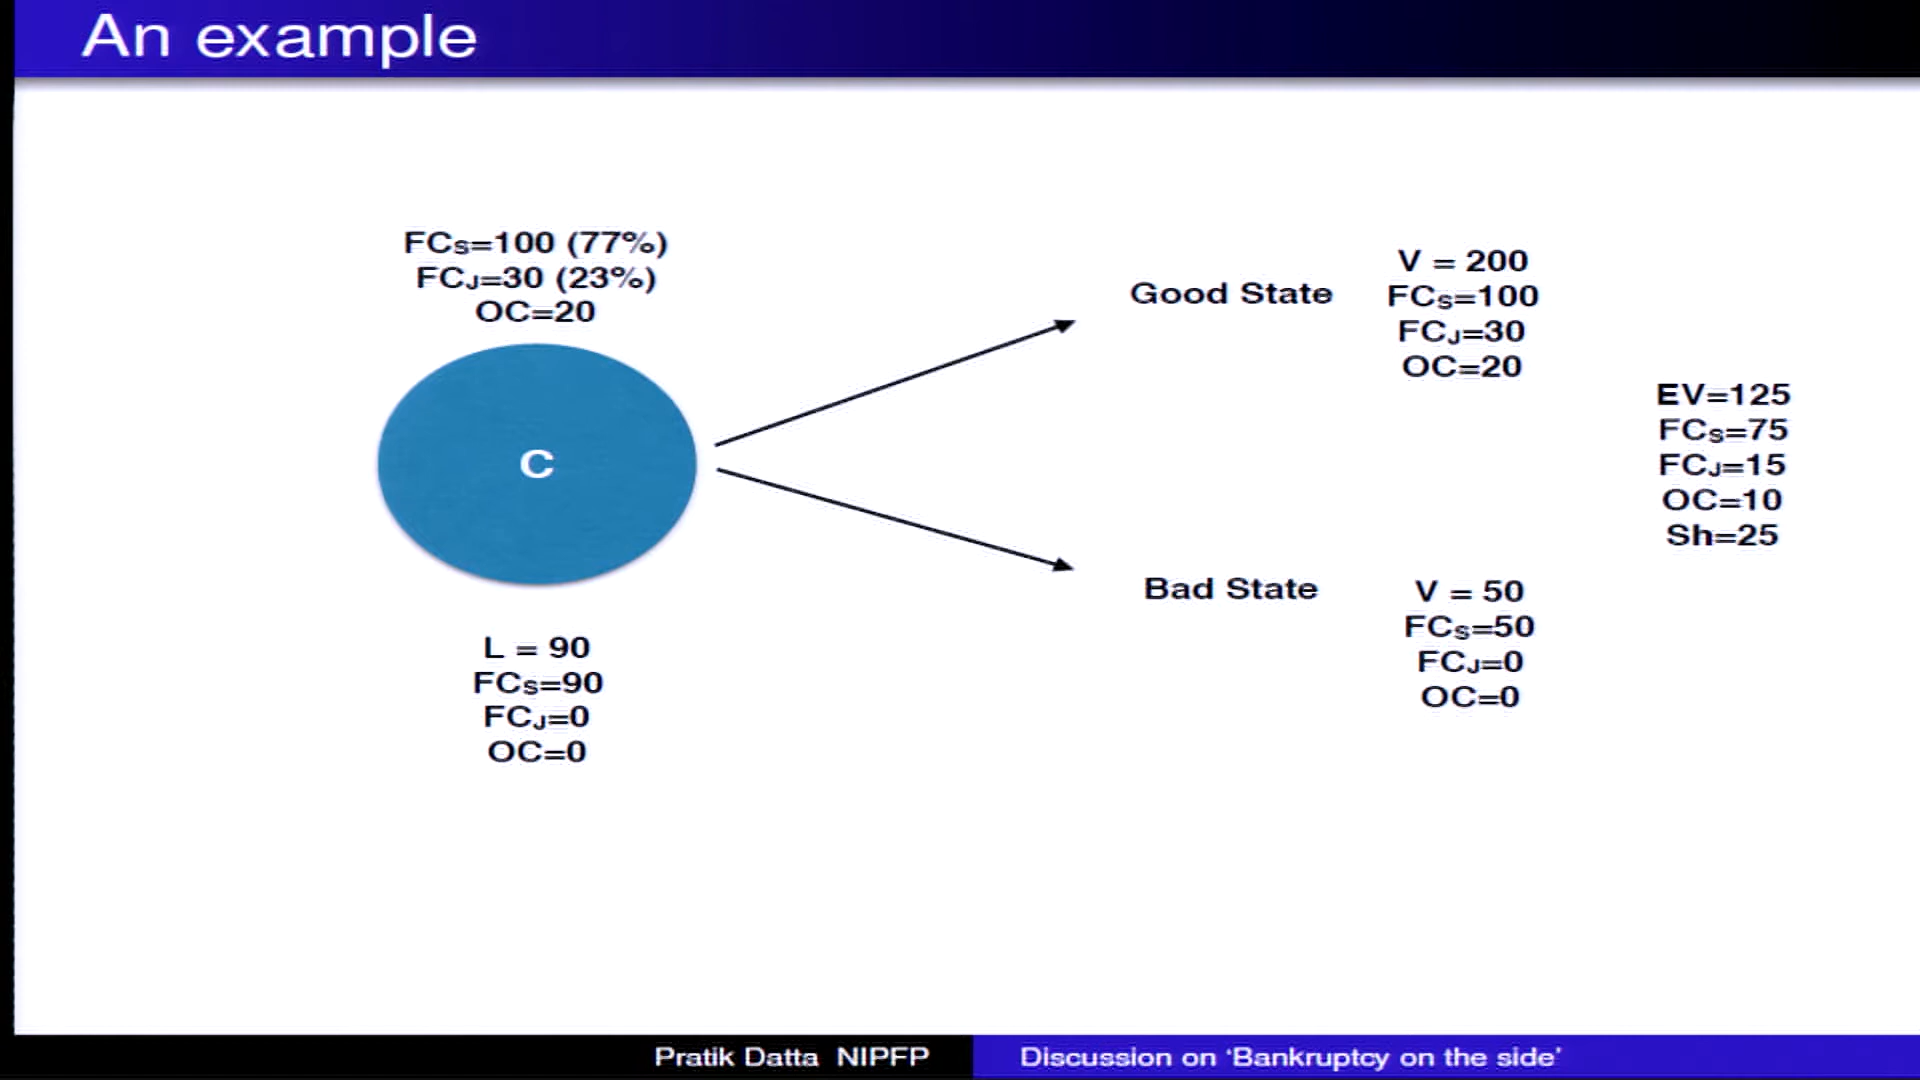 An example
FCs=100 (77%)
FCJ=30 (23%)
OC=20
C
L = 90
FCs=90
FCJ=0
OC=0
Good State
V = 200
FCs=100
FCJ=30
OC=20
Bad State
V = 50
FCs=50
FCJ=0
OC=0
EV=125
FCs=75
FCJ=15
OC=10
Sh=25
Pratik Datta NIPFP
Discussion on ‘Bankruptcy on the side’